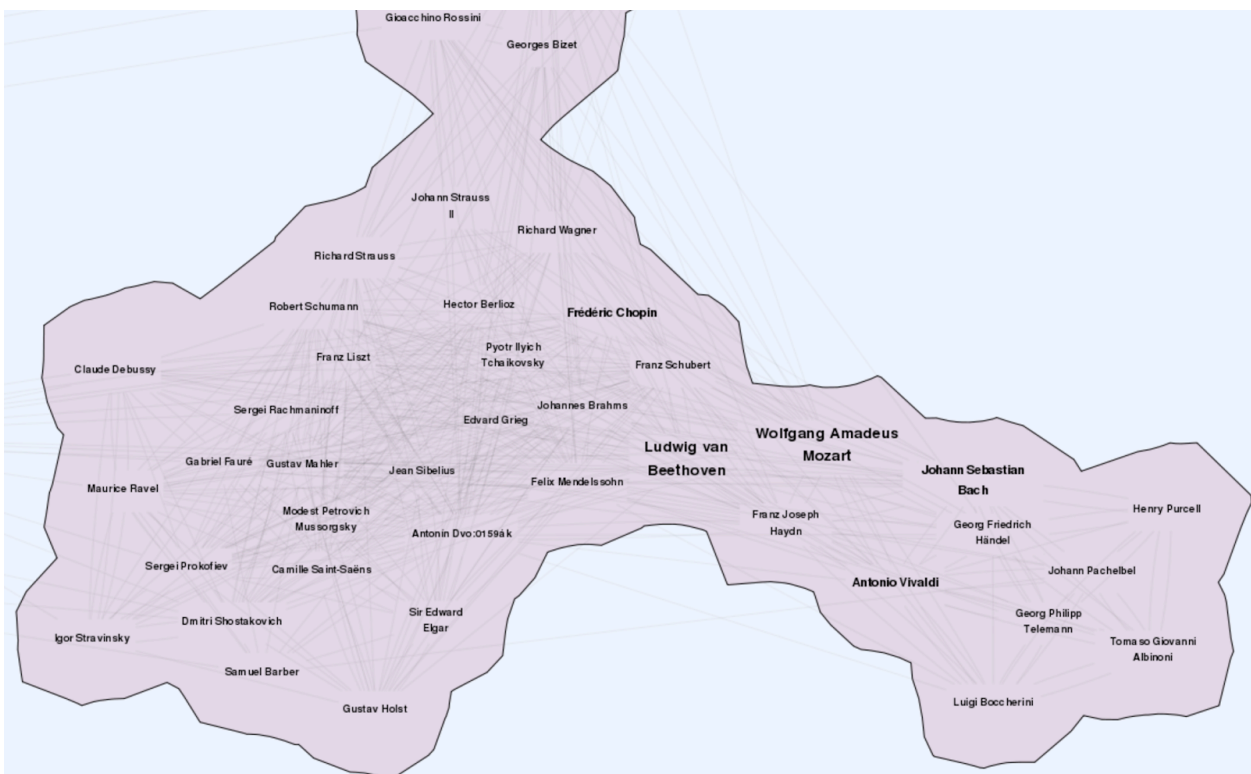 Gioacchino Rossini
Georges Bizet
Johann Strauss
II
Richard Wagner
Richard Strauss
Robert Schumann
Hector Berlioz
Frédéric Chopin
Pyotr Ilyich
Tchaikovsky
Franz Liszt
Franz Schubert
Claude Debussy
Sergei Rachmaninoff
Johannes Brahms
Edvard Grieg
Ludwig van
Beethoven
Wolfgang Amadeus
Mozart
Gabriel Fauré
Gustav Mahler
Jean Sibelius
Felix Mendelssohn
Johann Sebastian
Bach
Maurice Ravel
Modest Petrovich
Mussorgsky
Antonín Dvo:0159ák
Franz Joseph
Haydn
Georg Friedrich
Händel
Henry Purcell
Sergei Prokofiev
Camille Saint-Saëns
Antonio Vivaldi
Johann Pachelbel
Igor Stravinsky
Dmitri Shostakovich
Sir Edward
Elgar
Georg Philipp
Telemann
Tomaso Giovanni
Albinoni
Samuel Barber
Gustav Holst
Luigi Boccherini